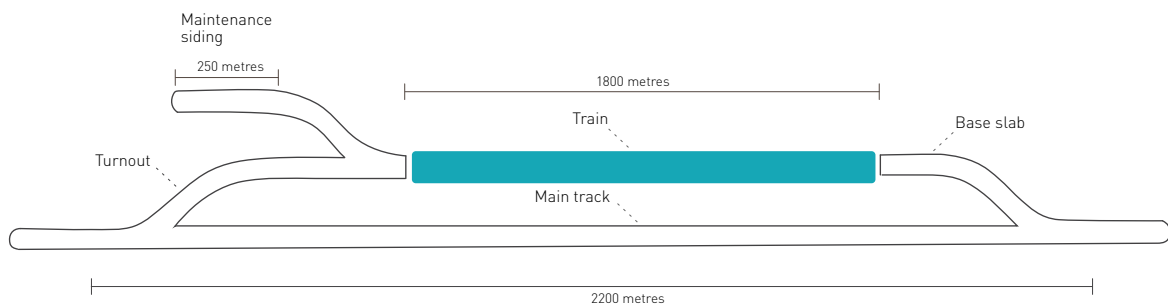 Maintenance
siding
250 metres
1800 metres
Train
Base slab
Turnout
Main track
2200 metres